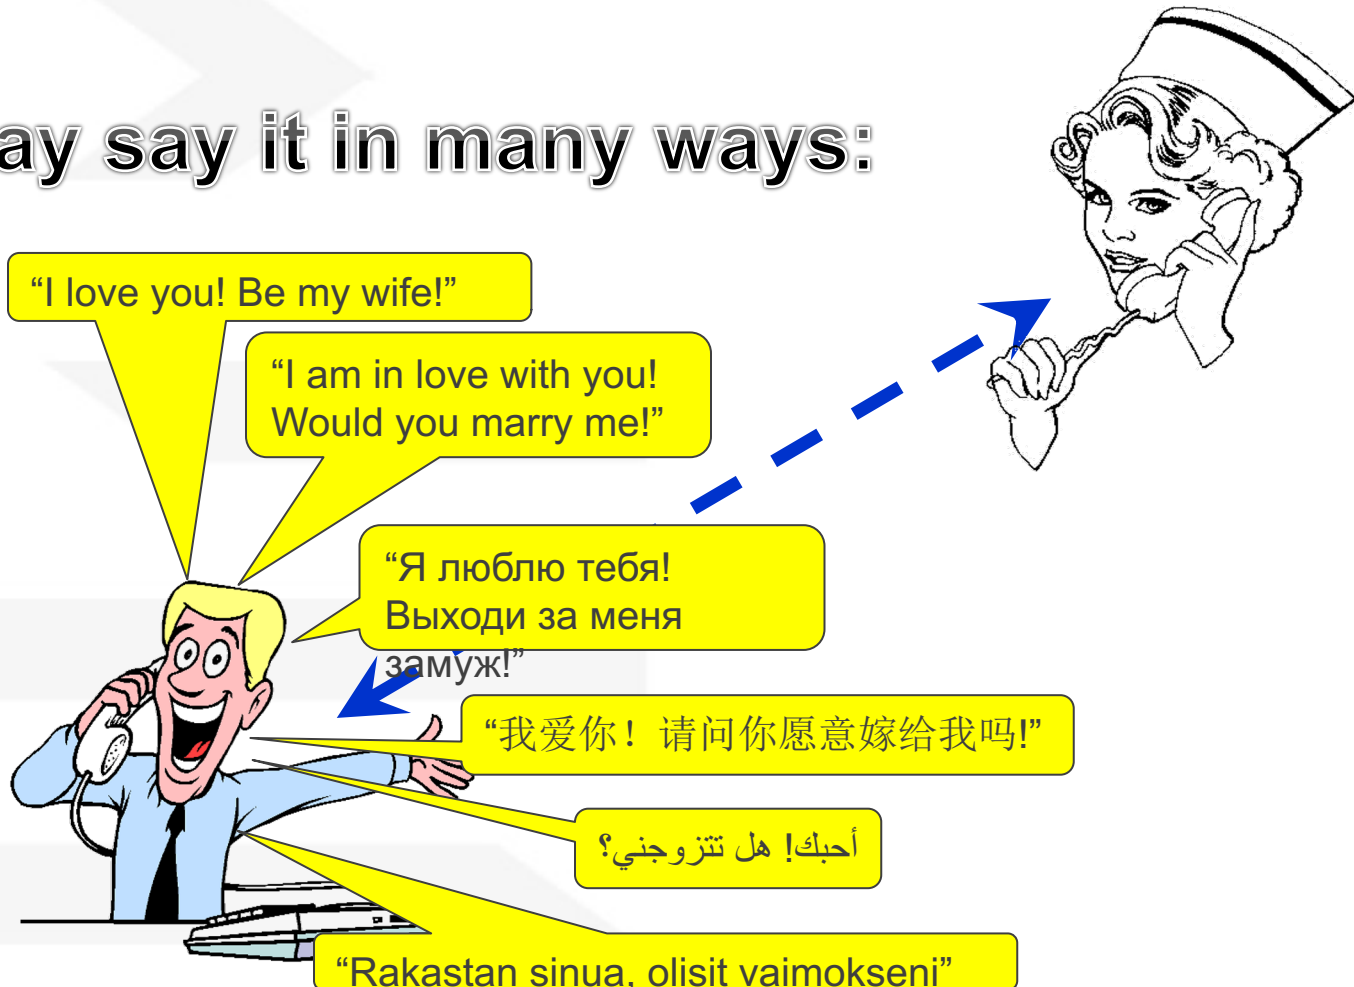 ay say it in many ways:
“I love you! Be my wife!”
“I am in love with you!
Would you marry me!”
“Я люблю тебя!
Выходи за меня
замуж!”
“我爱你！请问你愿意嫁给我吗!”
أحبك! هل تتزوجني؟
“Rakastan sinua, olisit vaimokseni”